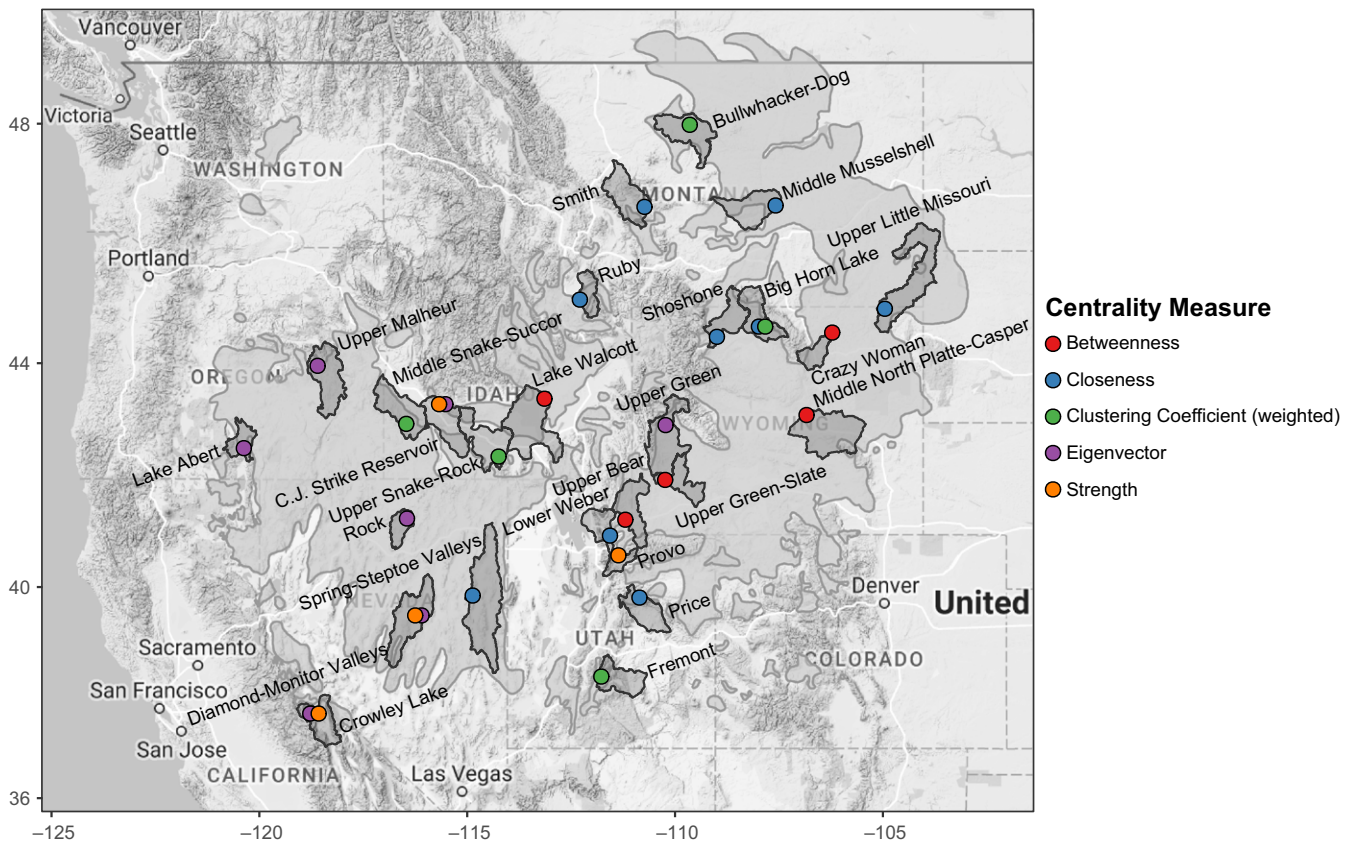 Vancouver
Victoria
Seattle
WASHINGTON
Portland
OREGON
IDAHO
MONTANA
WYOMING
NEVADA
UTAH
COLORADO
CALIFORNIA
Sacramento
San Francisco
San Jose
Las Vegas
Denver
United
Bullwhacker-Dog
Middle Musselshell
Smith
Upper Little Missouri
Ruby
Big Horn Lake
Shoshone
Upper Malheur
Middle Snake-Succor
Lake Walcott
Crazy Woman
Middle North Platte-Casper
Upper Green
Lake Abert
C.J. Strike Reservoir
Upper Snake-Rock
Upper Bear
Upper Green-Slate
Rock
Lower Weber
Spring-Steptoe Valleys
Provo
Price
Fremont
Diamond-Monitor Valleys
Crowley Lake
48
44
40
36
−125
−120
−115
−110
−105
Centrality Measure
Betweenness
Closeness
Clustering Coefficient (weighted)
Eigenvector
Strength